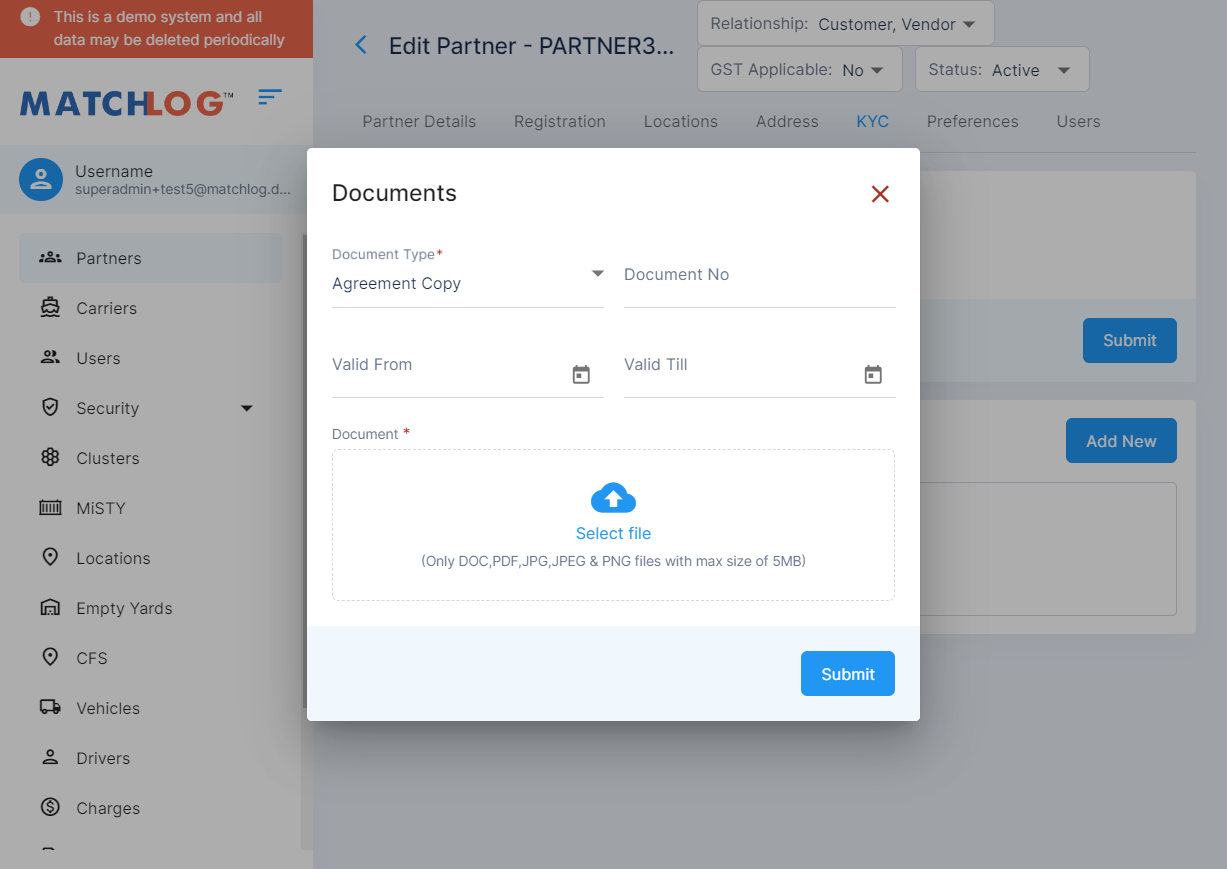 This is a demo system and all
data may be deleted periodically
MATCHLOG™
Username
superadmin+test5@matchlog.d...
Partners
Carriers
Users
Security
Clusters
MiSTY
Locations
Empty Yards
CFS
Vehicles
Drivers
Charges
Edit Partner - PARTNER3...
Relationship: Customer, Vendor
GST Applicable: No
Status: Active
Partner Details Registration Locations Address KYC Preferences Users
Submit
Add New
Documents
Document Type*
Agreement Copy
Document No
Valid From
Valid Till
Document *
Select file
(Only DOC,PDF,JPG,JPEG & PNG files with max size of 5MB)
Submit